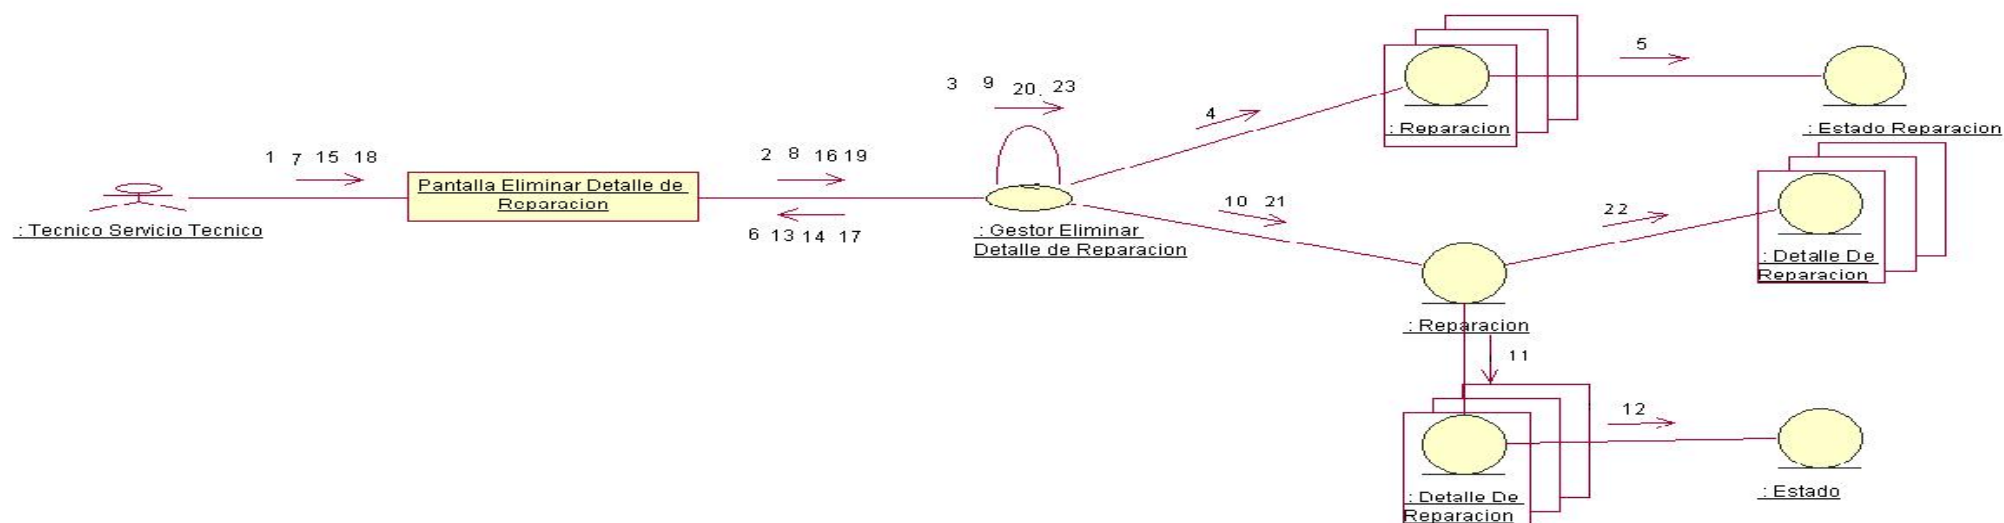 5
3 9 20, 23
4
: Reparacion
: Estado Reparacion
1 7 15 18
2 8 16 19
Pantalla Eliminar Detalle de
Reparacion
10 21
22
: Tecnico Servicio Tecnico
6 13 14 17
: Gestor Eliminar
Detalle de Reparacion
: Detalle De
Reparacion
: Reparacion
11
12
: Detalle De
Reparacion
: Estado